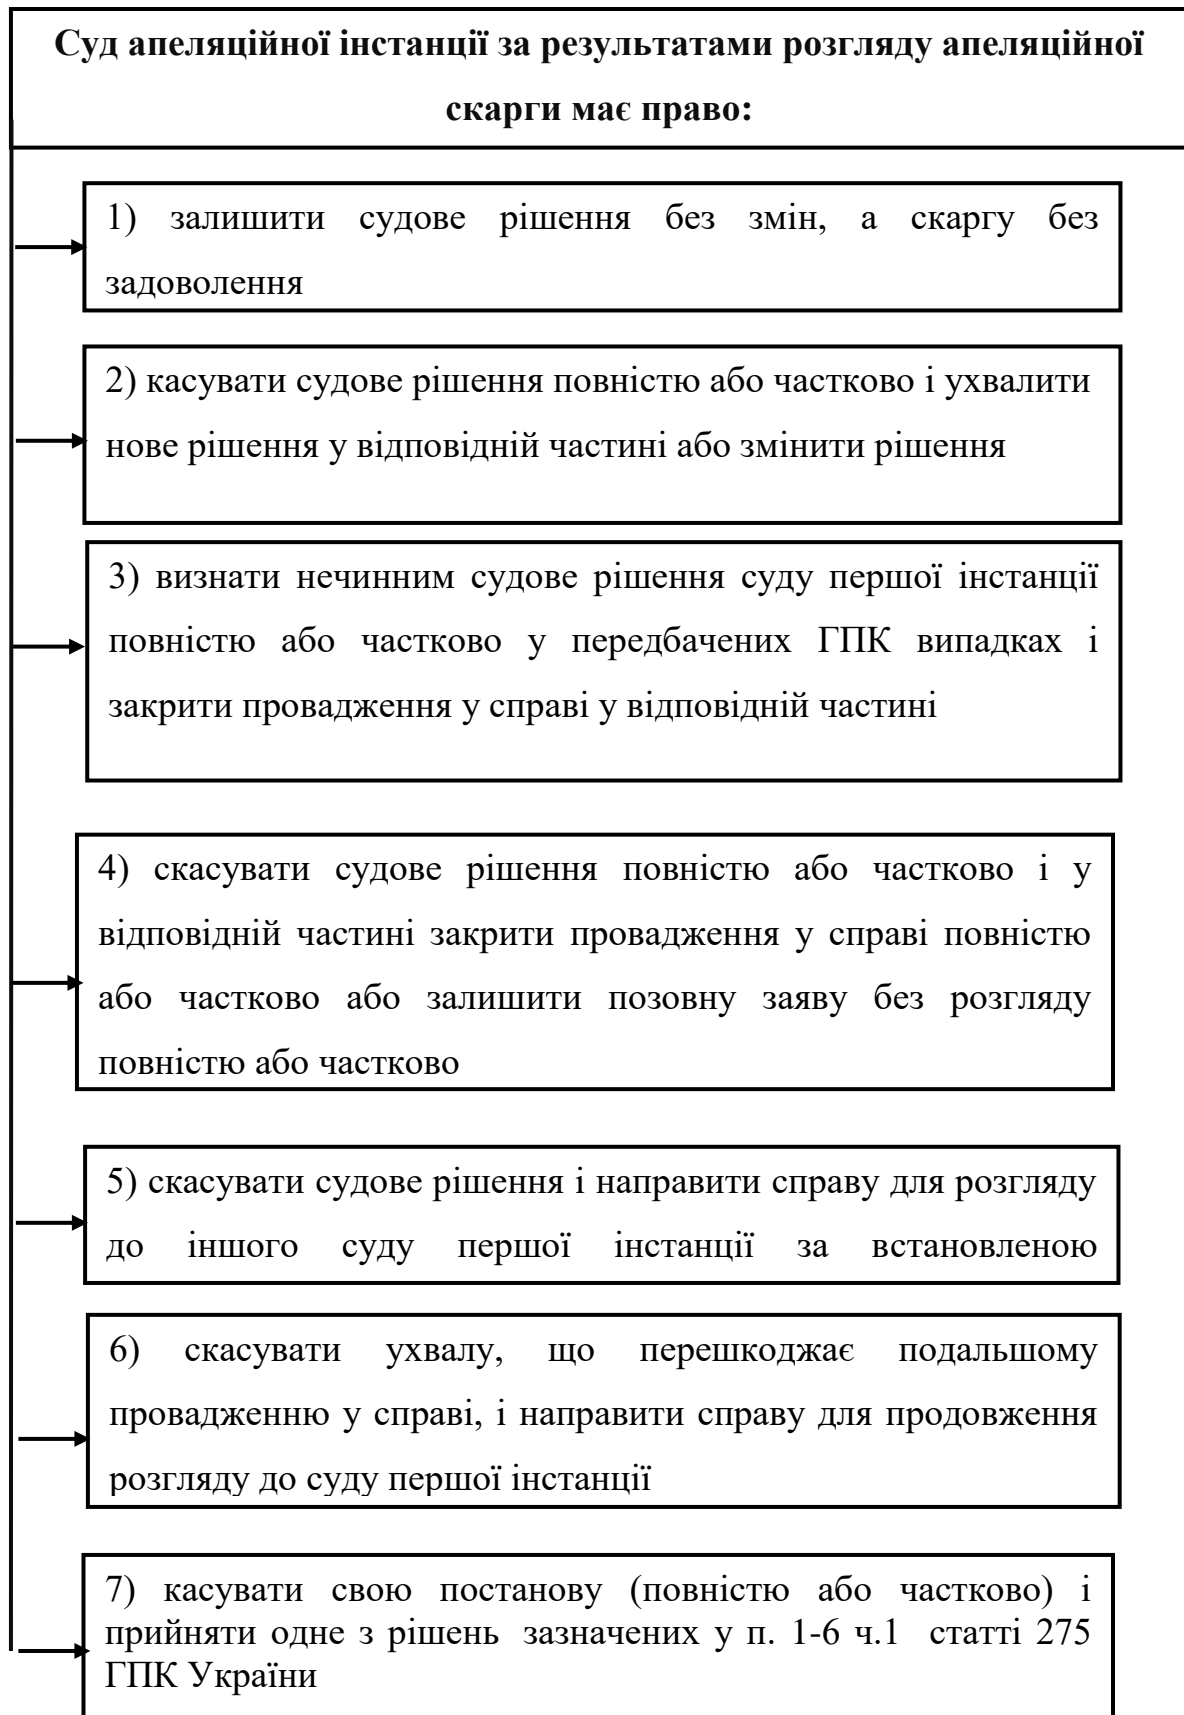 Суд апеляційної інстанції за результатами розгляду апеляційної
скарги має право:
1) залишити судове рішення без змін, а скаргу без
задоволення
2) касувати судове рішення повністю або частково і ухвалити
нове рішення у відповідній частині або змінити рішення
3) визнати нечинним судове рішення суду першої інстанції
повністю або частково у передбачених ГПК випадках і
закрити провадження у справі у відповідній частині
4) скасувати судове рішення повністю або частково і у
відповідній частині закрити провадження у справі повністю
або частково або залишити позовну заяву без розгляду
повністю або частково
5) скасувати судове рішення і направити справу для розгляду
до іншого суду першої інстанції за встановленою
6) скасувати ухвалу, що перешкоджає подальшому
провадженню у справі, і направити справу для продовження
розгляду до суду першої інстанції
7) касувати свою постанову (повністю або частково) і
прийняти одне з рішень зазначених у п. 1-6 ч.1 статті 275
ГПК України